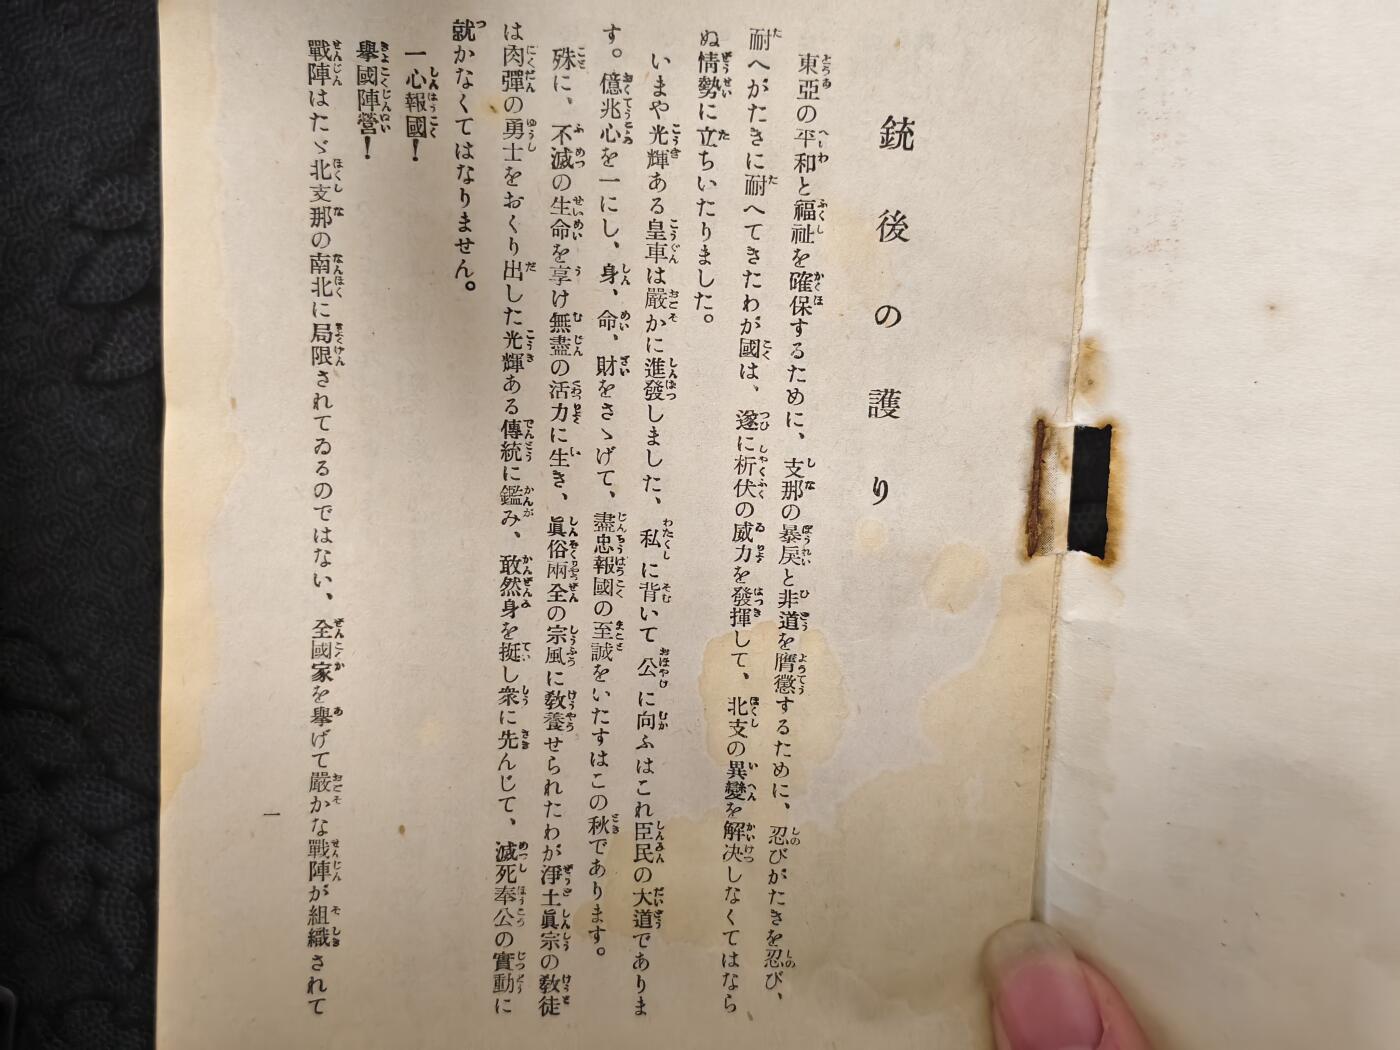 銃後の護り
東亞の平和と福祉を確保するために、支那の暴戻と非道を膺懲するために、忍びがたきを忍び、
耐へがたきに耐へてきたわが國は、遂に析伏の威力を發揮して、北支の異變を解決しなくてはなら
ぬ情勢に立ちいたりました。
いまや光輝ある皇軍は嚴かに進發しました、私に背いて公に向ふはこれ臣民の大道でありま
す。億兆心を一にし、身、命、財をさゝげて、盡忠報國の至誠をいたすはこの秋であります。
殊に、不滅の生命を享け無盡の活力に生き、眞俗兩全の宗風に教養せられたわが淨土眞宗の教徒
は肉彈の勇士をおくり出した光輝ある傳統に鑑み、敢然身を挺し衆に先んじて、滅死奉公の實動に
就かなくてはなりません。
一心報國！
擧國陣營！
戰陣はたゞ北支那の南北に局限されてゐるのではない、全國家を擧げて嚴かな戰陣が組織されて
一